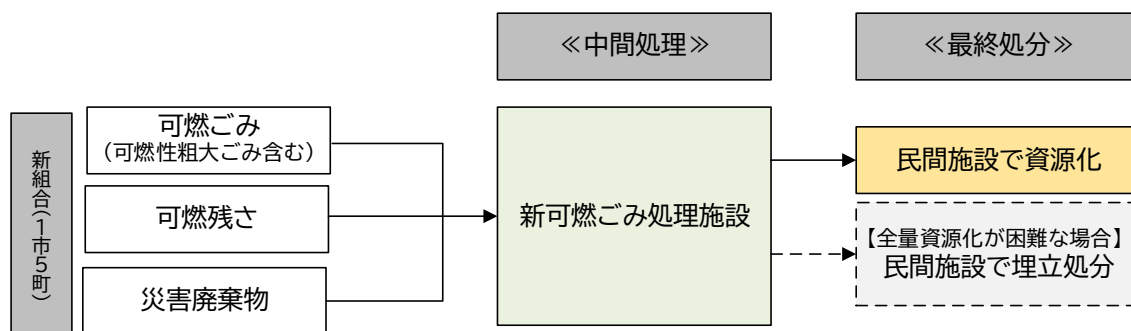 ≪中間処理≫
≪最終処分≫
新組合(1市5町)
可燃ごみ
(可燃性粗大ごみ含む)
可燃残さ
災害廃棄物
新可燃ごみ処理施設
民間施設で資源化
【全量資源化が困難な場合】
民間施設で埋立処分